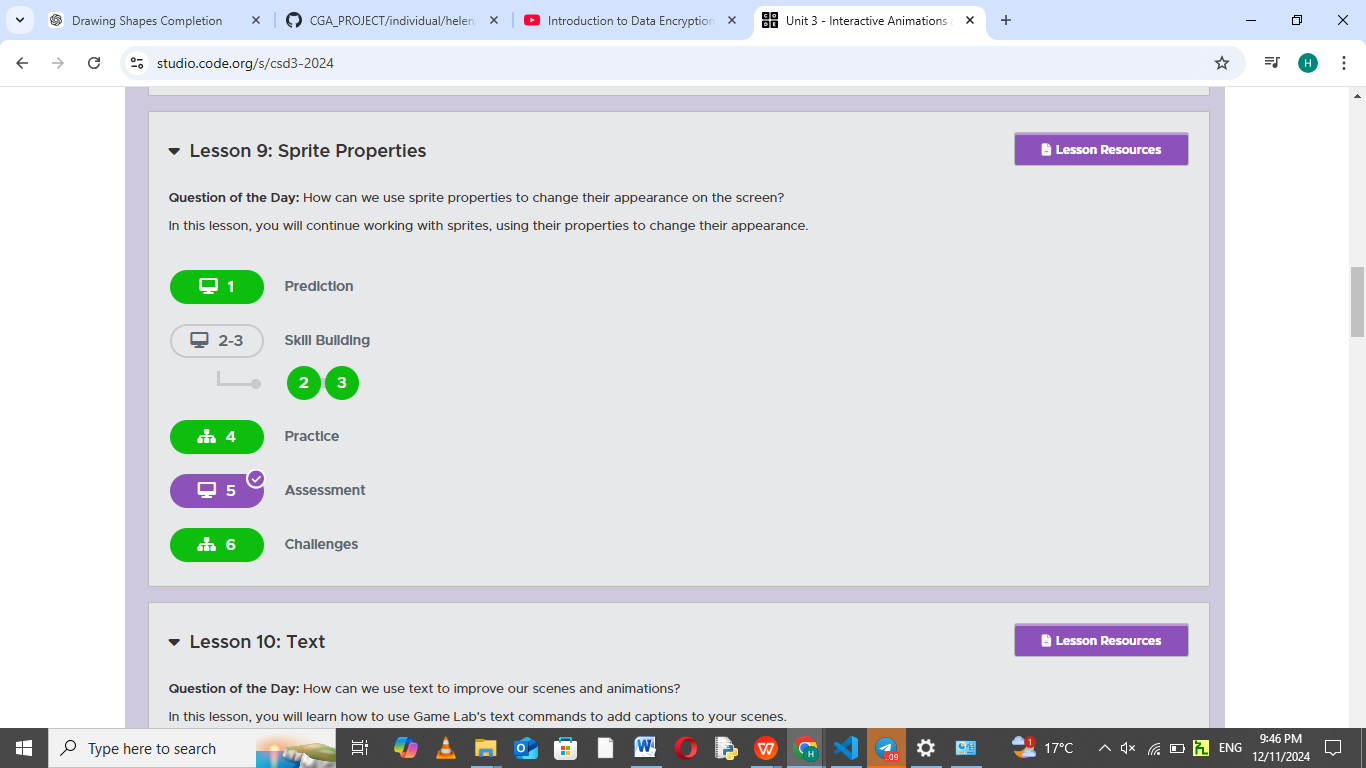 Drawing Shapes Completion
CGA_PROJECT/individual/helen
Introduction to Data Encryption
Unit 3 - Interactive Animations a
studio.code.org/s/csd3-2024
H
Lesson 9: Sprite Properties
Lesson Resources
Question of the Day: How can we use sprite properties to change their appearance on the screen?
In this lesson, you will continue working with sprites, using their properties to change their appearance.
1 Prediction
2-3 Skill Building
2 3
4 Practice
5 Assessment
6 Challenges
Lesson 10: Text
Lesson Resources
Question of the Day: How can we use text to improve our scenes and animations?
In this lesson, you will learn how to use Game Lab's text commands to add captions to your scenes.
Type here to search
17°C
ENG
9:46 PM
12/11/2024